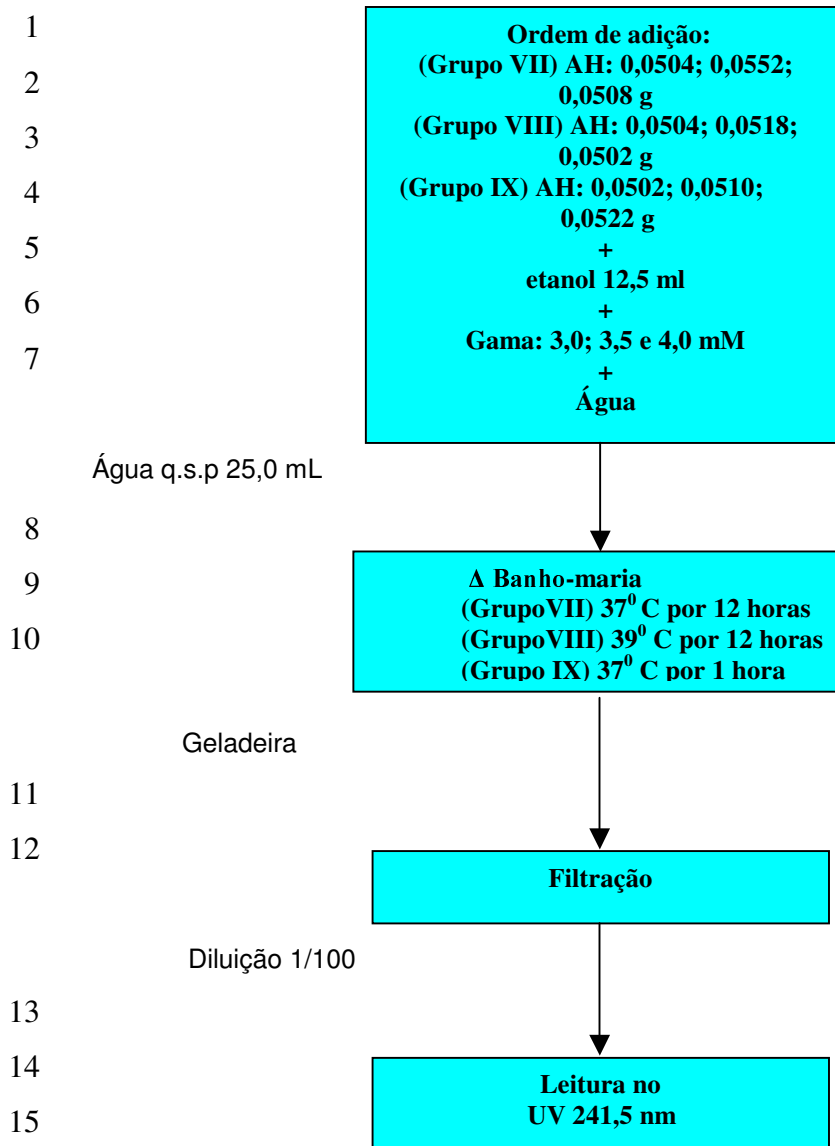 1
Ordem de adição:
2
(Grupo VII) AH: 0,0504; 0,0552;
0,0508 g
3
(Grupo VIII) AH: 0,0504; 0,0518;
0,0502 g
4
(Grupo IX) AH: 0,0502; 0,0510;
0,0522 g
5
+
etanol 12,5 ml
6
+
Gama: 3,0; 3,5 e 4,0 mM
7
+
Água
Água q.s.p 25,0 mL
8
9
Δ Banho-maria
(GrupoVII) 37⁰ C por 12 horas
10
(GrupoVIII) 39⁰ C por 12 horas
(Grupo IX) 37⁰ C por 1 hora
Geladeira
11
12
Filtração
Diluição 1/100
13
14
Leitura no
15
UV 241,5 nm